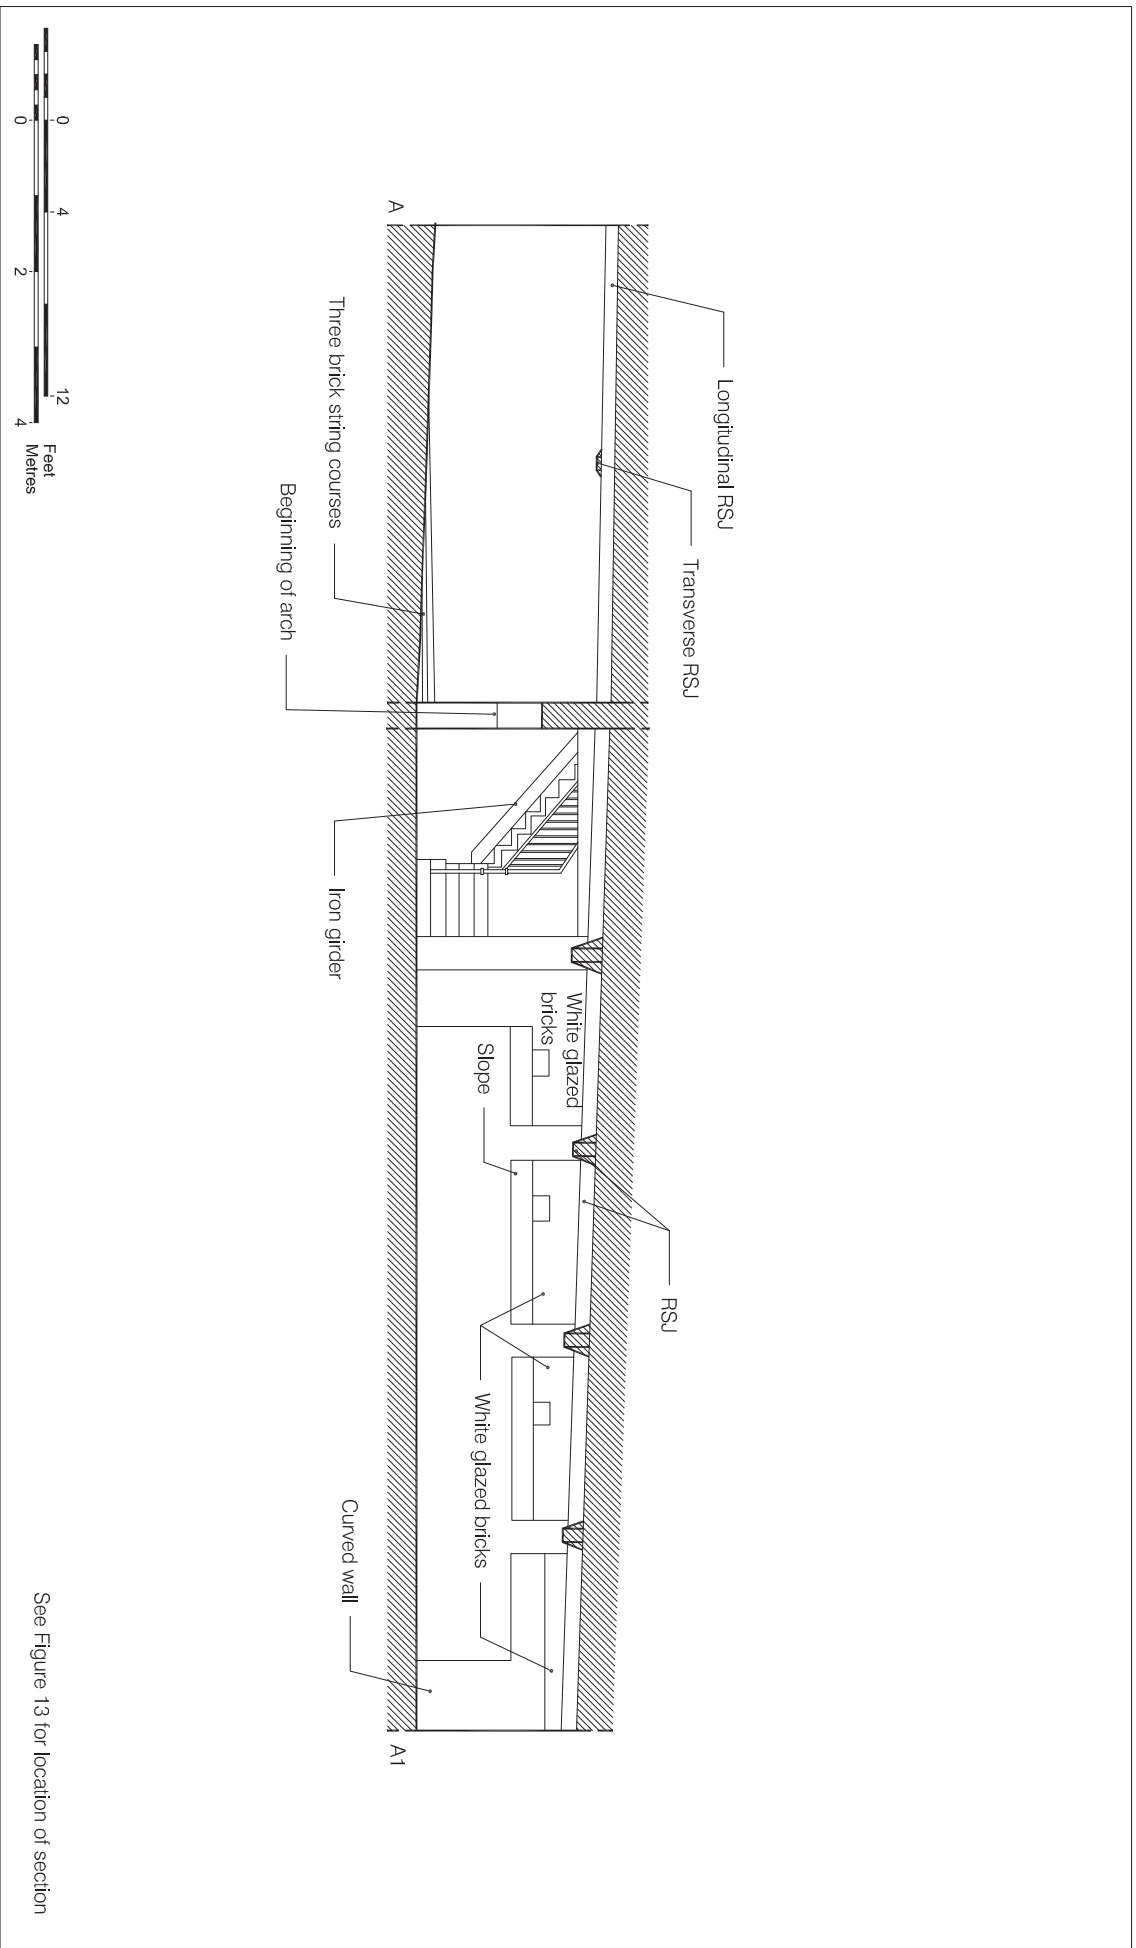 Longitudinal RSJ
Transverse RSJ
RSJ
A
A1
White glazed
bricks
Slope
White glazed bricks
Three brick string courses
Iron girder
Curved wall
Beginning of arch
0 4 12 Feet
0 2 4 Metres
See Figure 13 for location of section